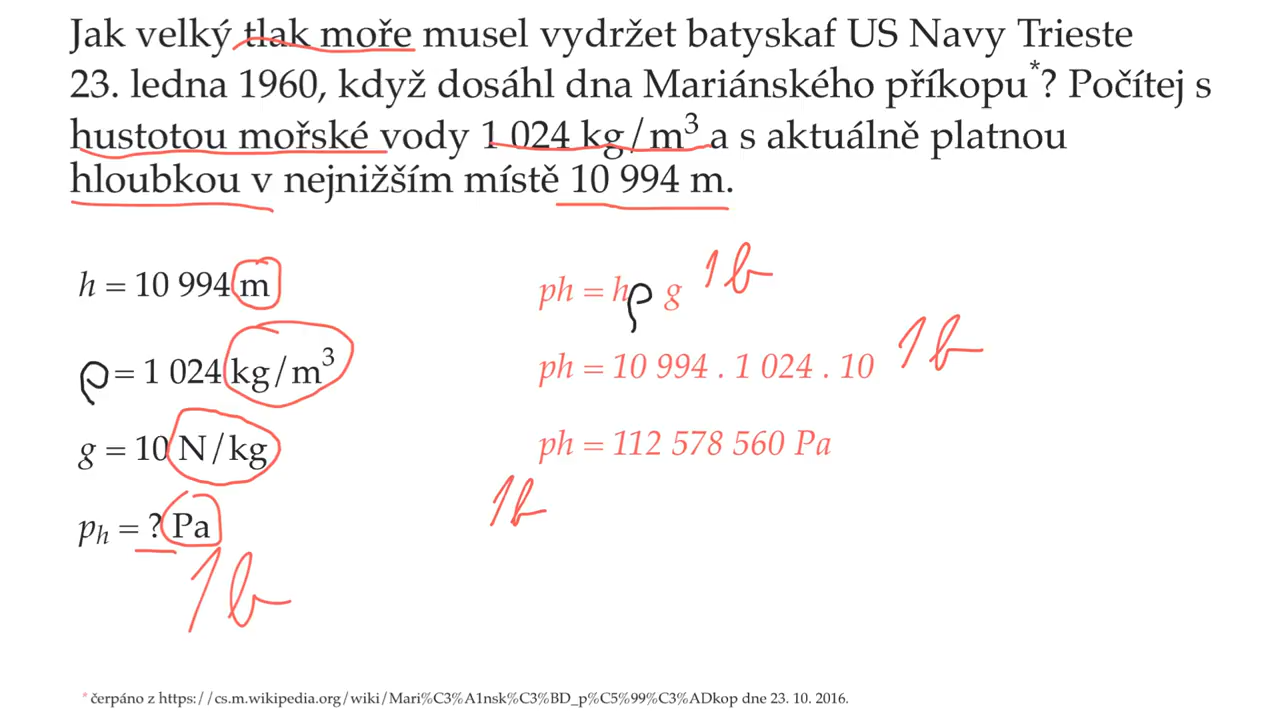 Jak velký tlak moře musel vydržet batyskaf US Navy Trieste
23. ledna 1960, když dosáhl dna Mariánského příkopu*? Počítej s
hustotou mořské vody 1 024 kg/m³ a s aktuálně platnou
hloubkou v nejnižším místě 10 994 m.
h = 10 994 m
ρ = 1 024 kg/m³
g = 10 N/kg
pₕ = ? Pa
1b
ph = hρ g 1b
ph = 10 994 . 1 024 . 10 1b
ph = 112 578 560 Pa
1b
* čerpáno z https://cs.m.wikipedia.org/wiki/Mari%C3%A1nsk%C3%BD_p%C5%99%C3%ADkop dne 23. 10. 2016.